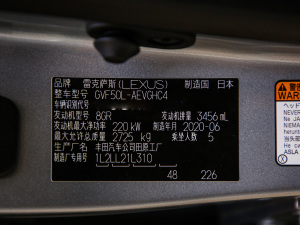 品牌 雷克萨斯(LEXUS) 制造国 日本
整车型号 GVF50L-AEVGHC4
车辆识别代号
发动机型号 8GR 发动机排量 3456 mL
发动机最大净功率 220 kW 制造年月 2020-06
最大允许总质量 2725 kg 乘坐人数 5
生产厂名 丰田汽车公司田原工厂
制造厂专用号 1L2LL21L310
48 226
NEVER
Ne JA
NIEMA